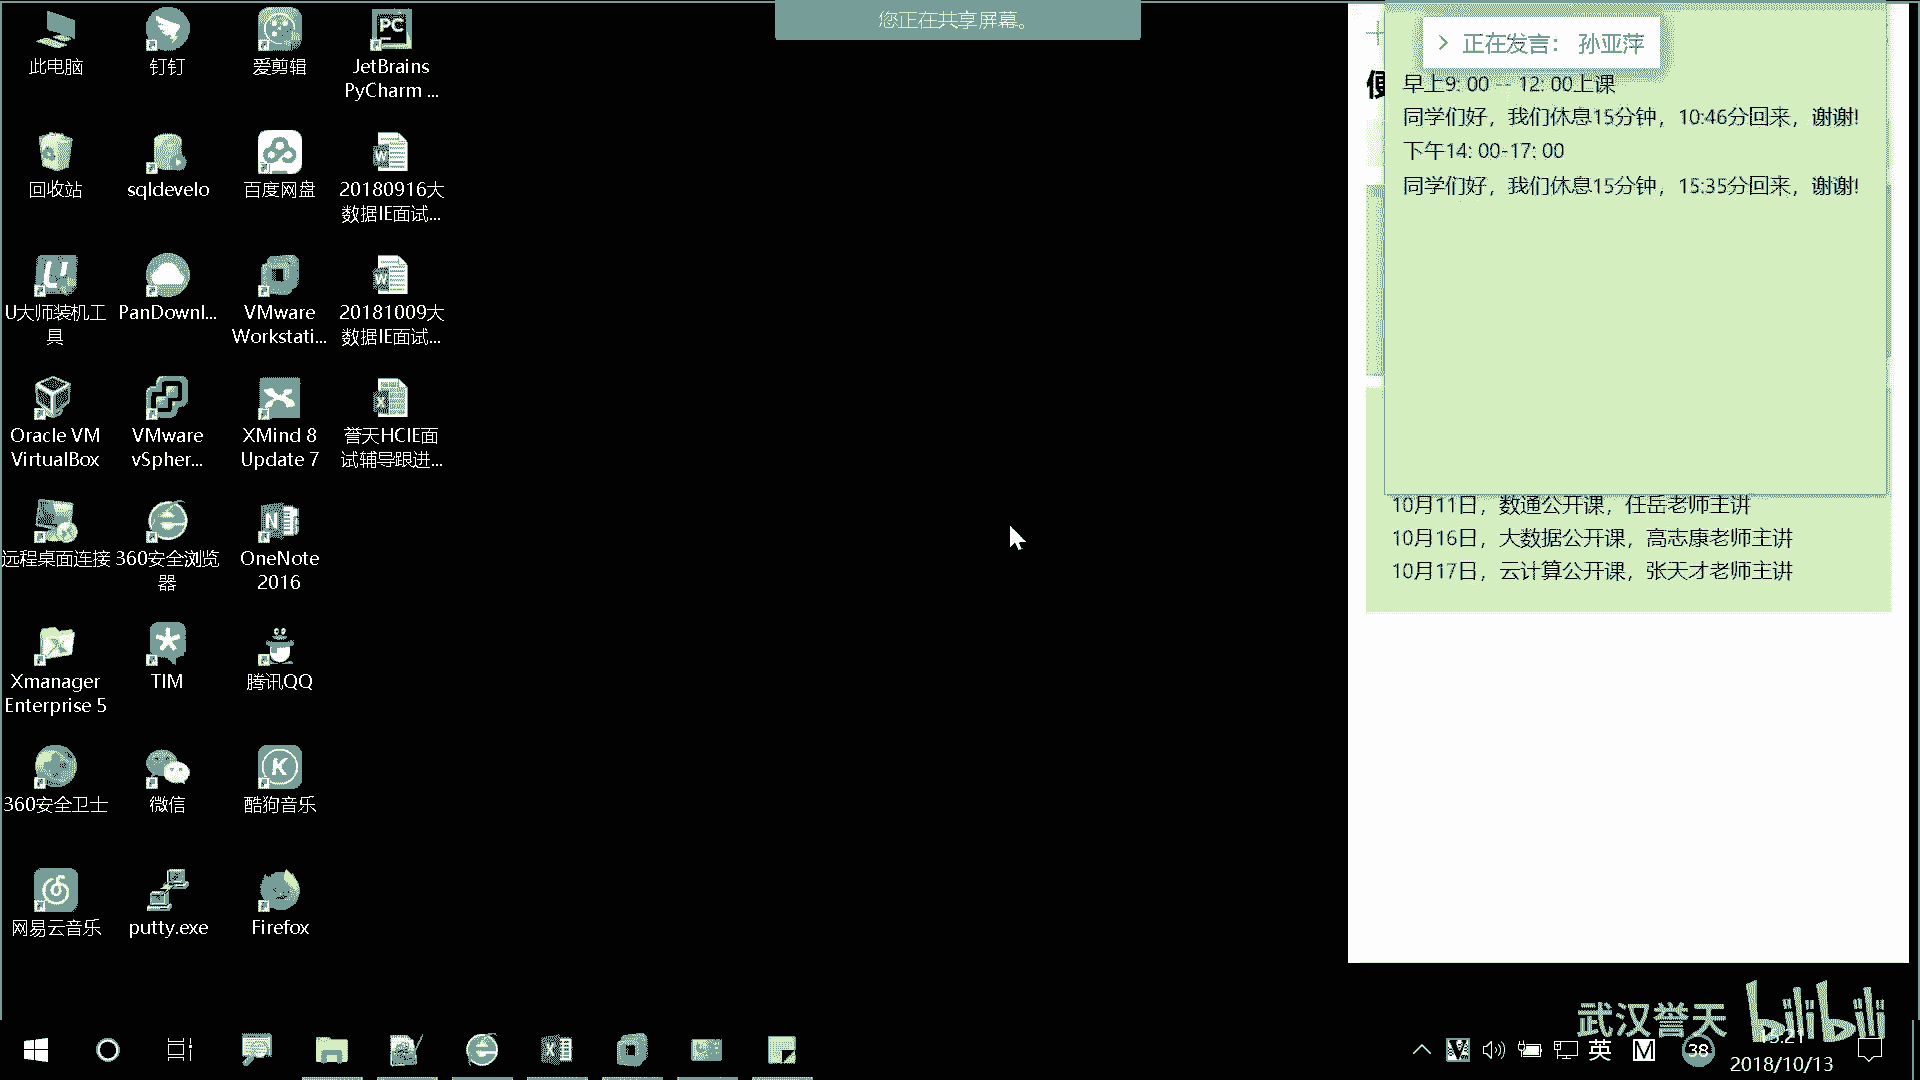 您正在共享屏幕。
此电脑
钉钉
爱剪辑
JetBrains
PyCharm ...
回收站
sqldevelo
百度网盘
20180916大
数据IE面试...
U大师装机工
具
PanDownl...
VMware
Workstati...
20181009大
数据IE面试...
Oracle VM
VirtualBox
VMware
vSpher...
XMind 8
Update 7
誉天HCIE面
试辅导跟进...
远程桌面连接
360安全浏览
器
OneNote
2016
Xmanager
Enterprise 5
TIM
腾讯QQ
360安全卫士
微信
酷狗音乐
网易云音乐
putty.exe
Firefox
正在发言： 孙亚萍
早上9: 00 -- 12: 00上课
同学们好，我们休息15分钟，10:46分回来，谢谢!
下午14: 00-17: 00
同学们好，我们休息15分钟，15:35分回来，谢谢!
10月11日，数通公开课，任岳老师主讲
10月16日，大数据公开课，高志康老师主讲
10月17日，云计算公开课，张天才老师主讲
武汉誉天
bilibili
英
M
38
15:21
2018/10/13